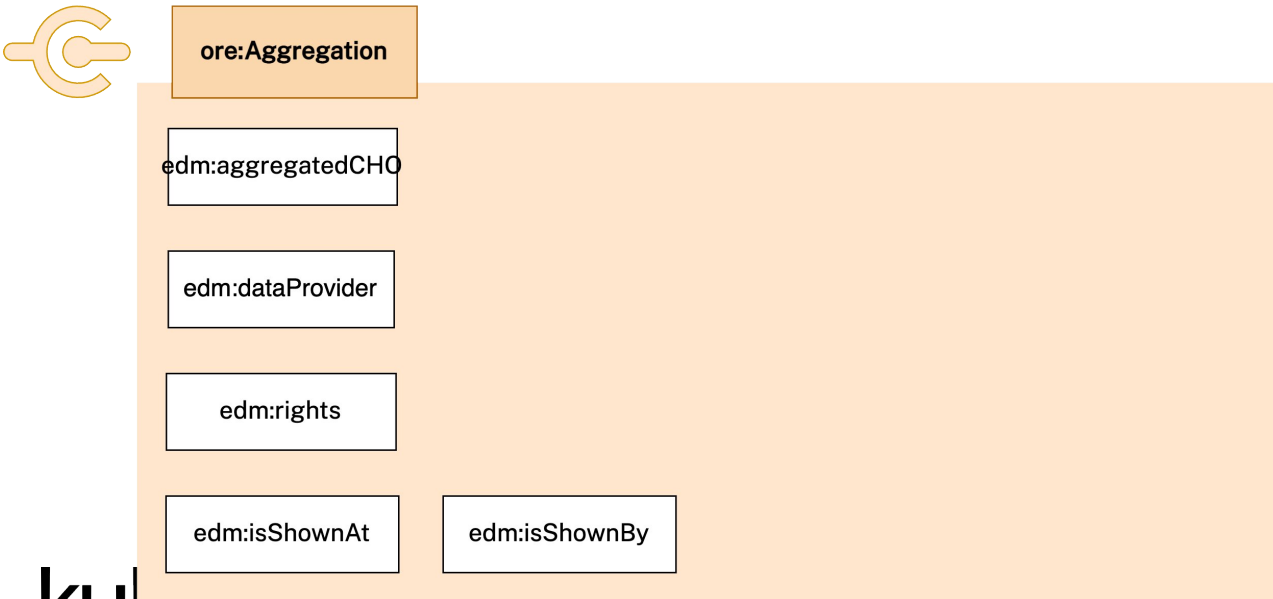 ore:Aggregation
edm:aggregatedCHO
edm:dataProvider
edm:rights
edm:isShownAt edm:isShownBy